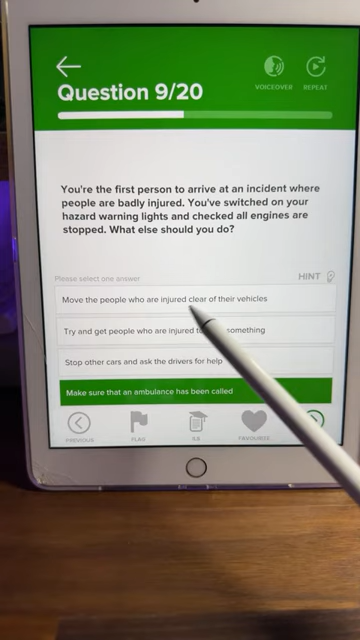 Question 9/20
VOICEOVER
REPEAT
You're the first person to arrive at an incident where
people are badly injured. You've switched on your
hazard warning lights and checked all engines are
stopped. What else should you do?
Please select one answer
HINT
Move the people who are injured clear of their vehicles
Try and get people who are injured something
Stop other cars and ask the drivers for help
Make sure that an ambulance has been called
PREVIOUS
FLAG
FAVOURITES